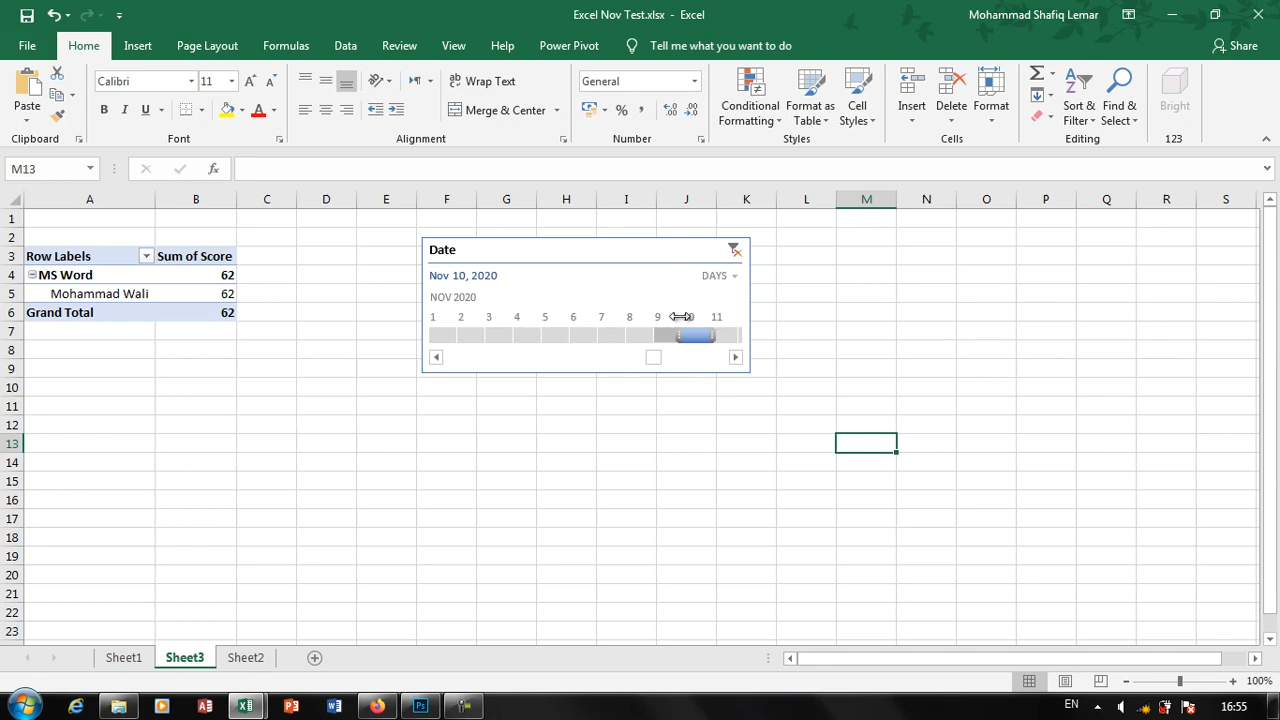 Excel Nov Test.xlsx - Excel
Mohammad Shafiq Lemar
File Home Insert Page Layout Formulas Data Review View Help Power Pivot Tell me what you want to do Share
Paste
Calibri 11
B I U
Wrap Text
Merge & Center
General
Conditional Formatting
Format as Table
Cell Styles
Insert Delete Format
Sort & Filter
Find & Select
Bright
Clipboard Font Alignment Number Styles Cells Editing 123
M13 fx
A B C D E F G H I J K L M N O P Q R S
1
2
3 Row Labels Sum of Score
4 MS Word 62
5 Mohammad Wali 62
6 Grand Total 62
7
8
9
10
11
12
13
14
15
16
17
18
19
20
21
22
23
Date
Nov 10, 2020 DAYS
NOV 2020
1 2 3 4 5 6 7 8 9 10 11
Sheet1 Sheet3 Sheet2
100%
EN 16:55